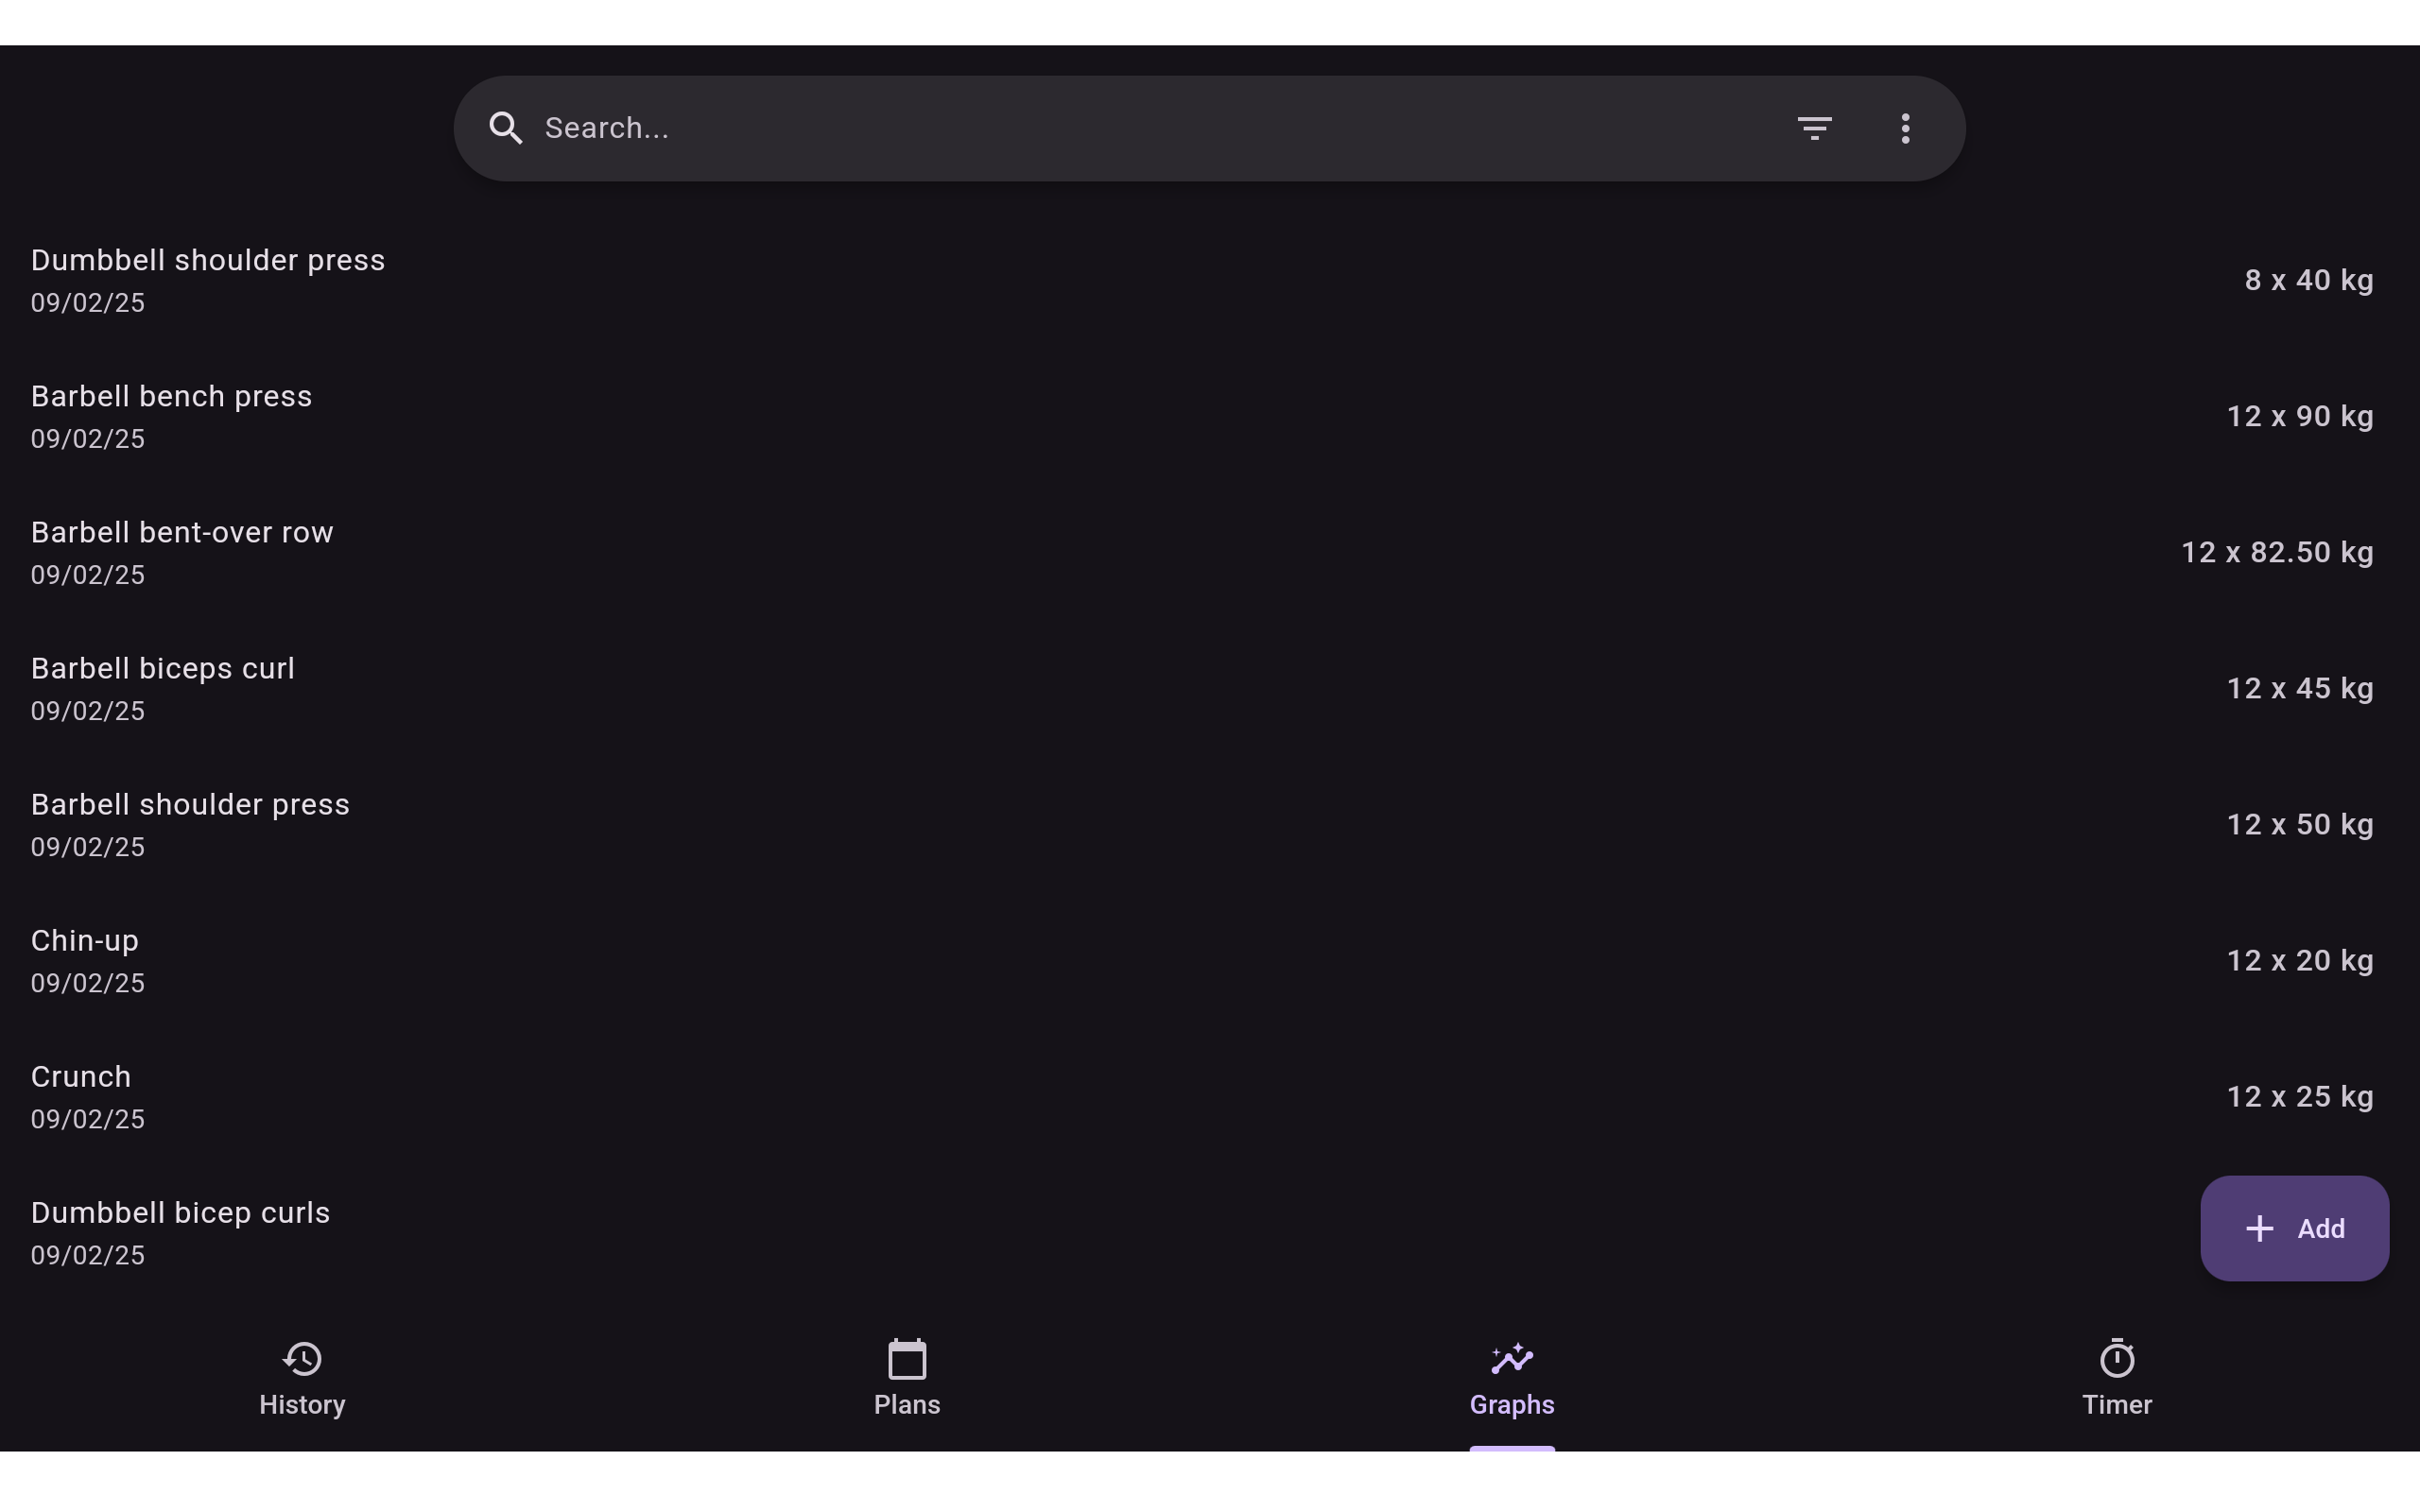 Search...
Dumbbell shoulder press
09/02/25
8 x 40 kg
Barbell bench press
09/02/25
12 x 90 kg
Barbell bent-over row
09/02/25
12 x 82.50 kg
Barbell biceps curl
09/02/25
12 x 45 kg
Barbell shoulder press
09/02/25
12 x 50 kg
Chin-up
09/02/25
12 x 20 kg
Crunch
09/02/25
12 x 25 kg
Dumbbell bicep curls
09/02/25
Add
History
Plans
Graphs
Timer